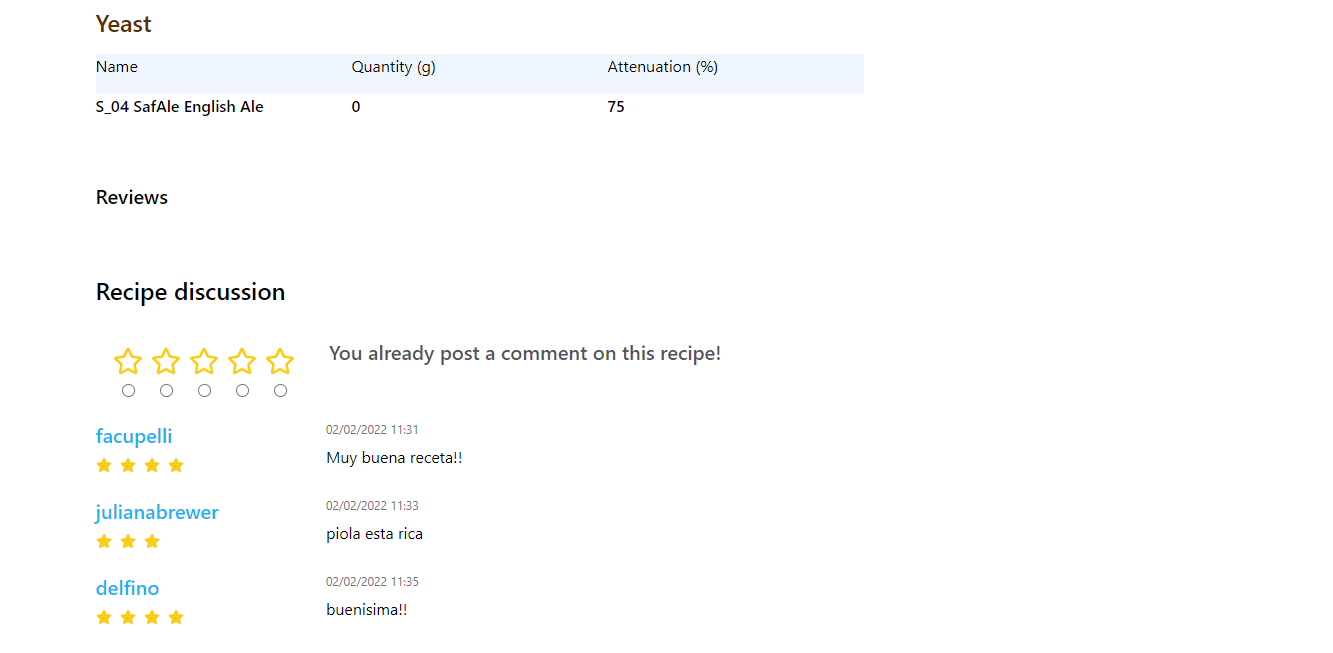 Yeast
Name Quantity (g) Attenuation (%)
S_04 SafAle English Ale 0 75
Reviews
Recipe discussion
You already post a comment on this recipe!
facupelli 02/02/2022 11:31
Muy buena receta!!
julianabrewer 02/02/2022 11:33
piola esta rica
delfino 02/02/2022 11:35
buenisima!!